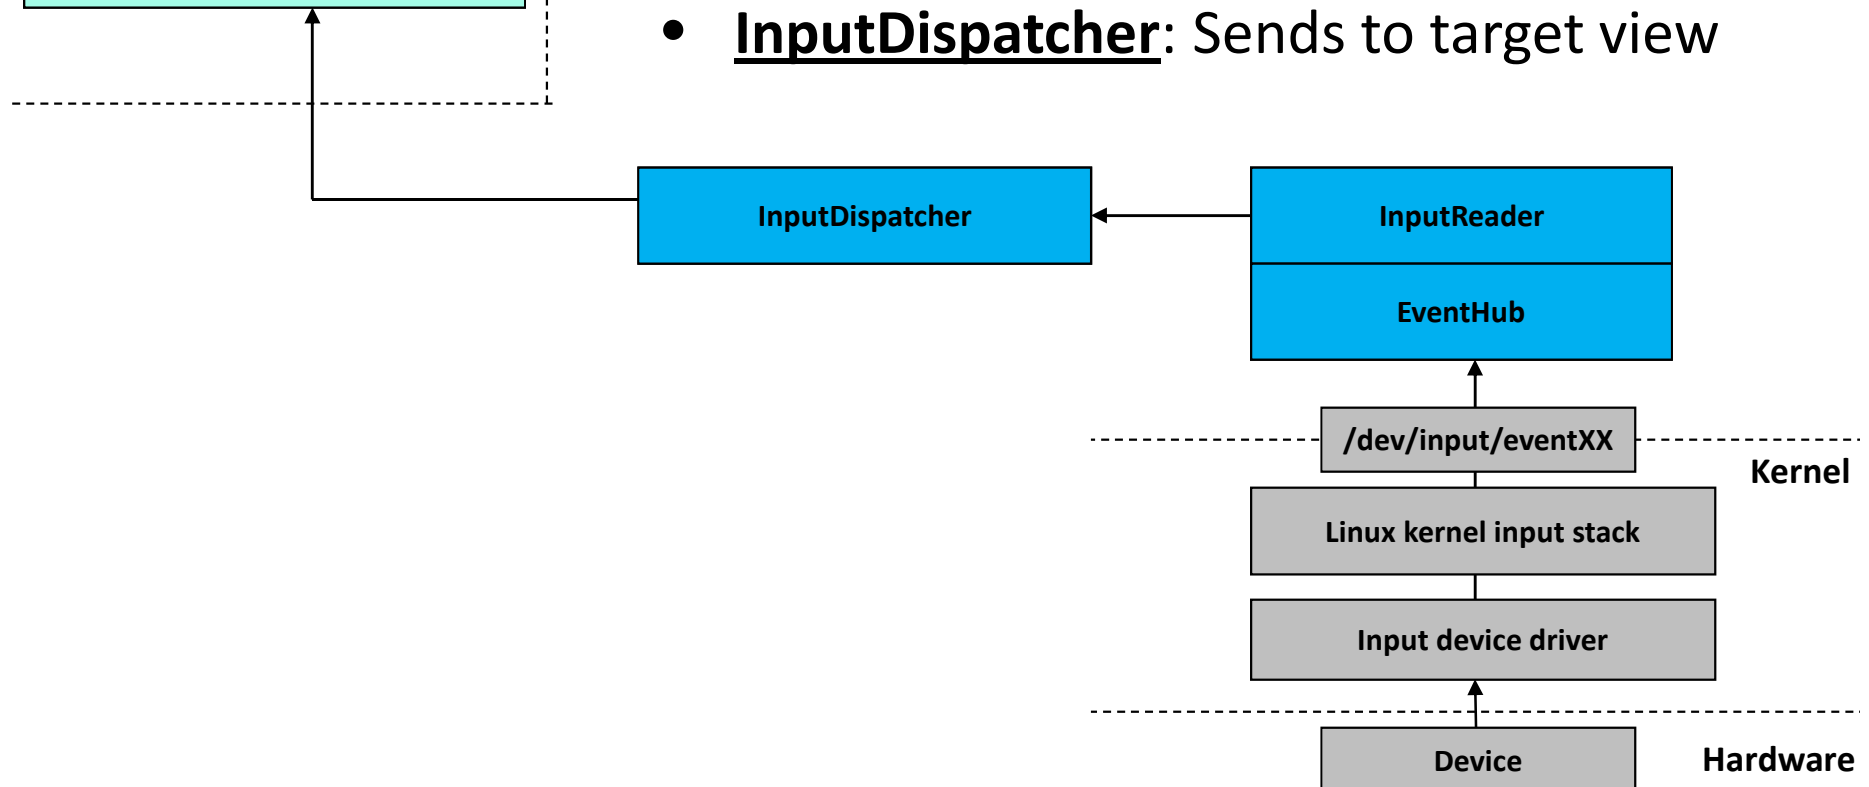 • InputDispatcher: Sends to target view
InputDispatcher
InputReader
EventHub
/dev/input/eventXX
Kernel
Linux kernel input stack
Input device driver
Device
Hardware